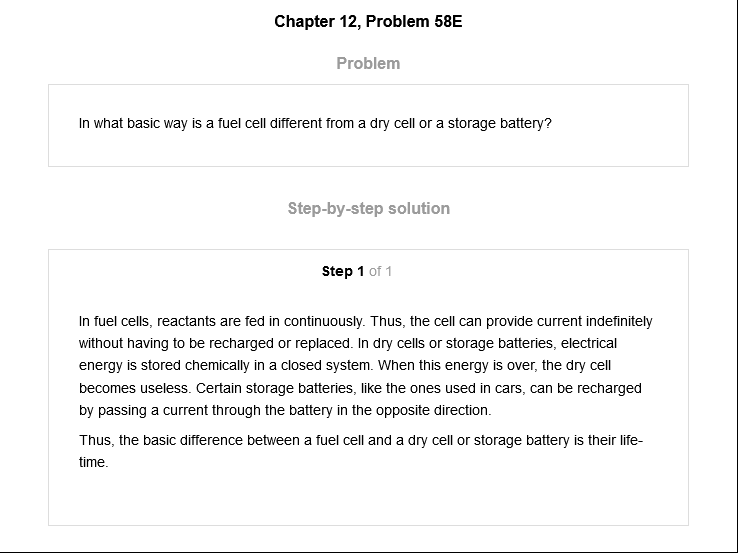 Chapter 12, Problem 58E
Problem
In what basic way is a fuel cell different from a dry cell or a storage battery?
Step-by-step solution
Step 1 of 1
In fuel cells, reactants are fed in continuously. Thus, the cell can provide current indefinitely
without having to be recharged or replaced. In dry cells or storage batteries, electrical
energy is stored chemically in a closed system. When this energy is over, the dry cell
becomes useless. Certain storage batteries, like the ones used in cars, can be recharged
by passing a current through the battery in the opposite direction.
Thus, the basic difference between a fuel cell and a dry cell or storage battery is their life-
time.